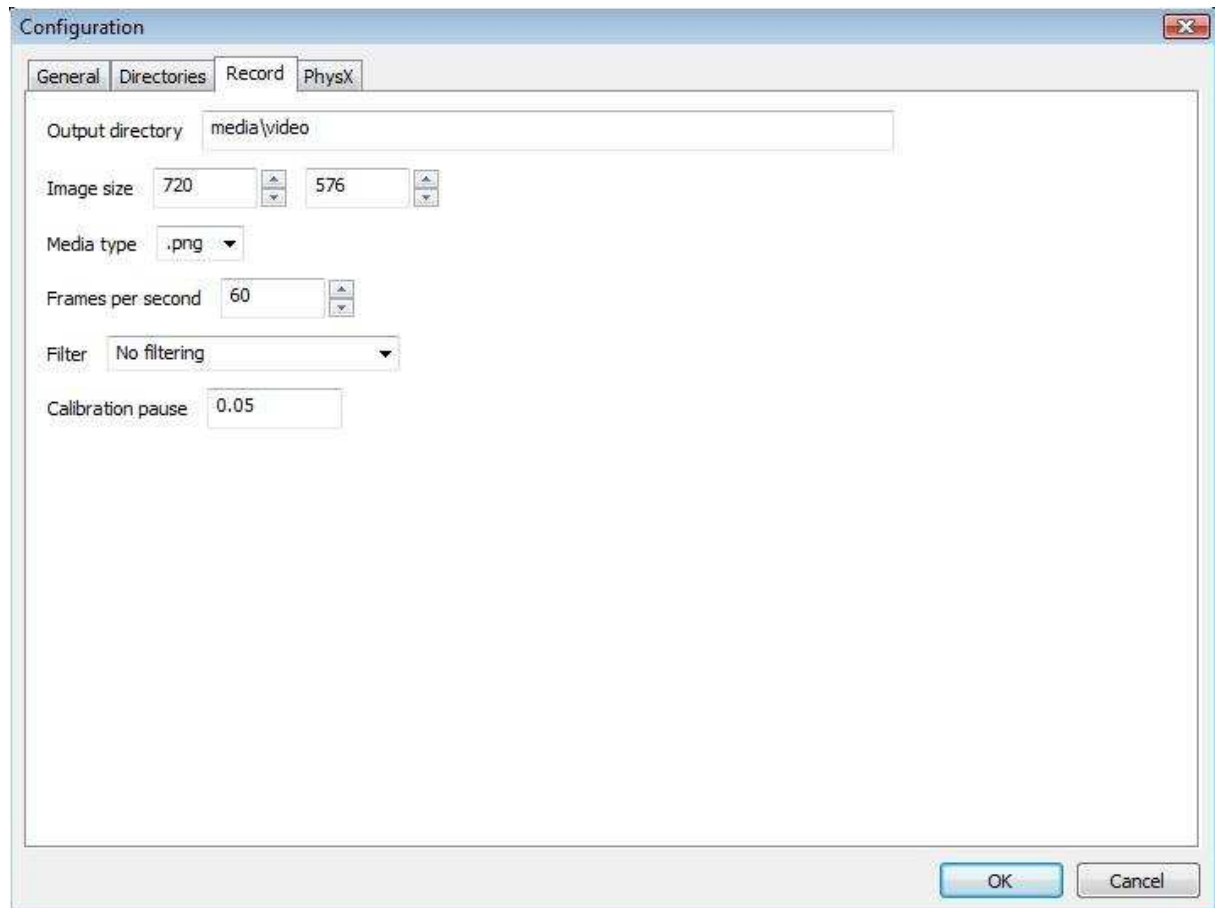 Configuration
General Directories Record PhysX
Output directory media\video
Image size 720 576
Media type .png
Frames per second 60
Filter No filtering
Calibration pause 0.05
OK Cancel